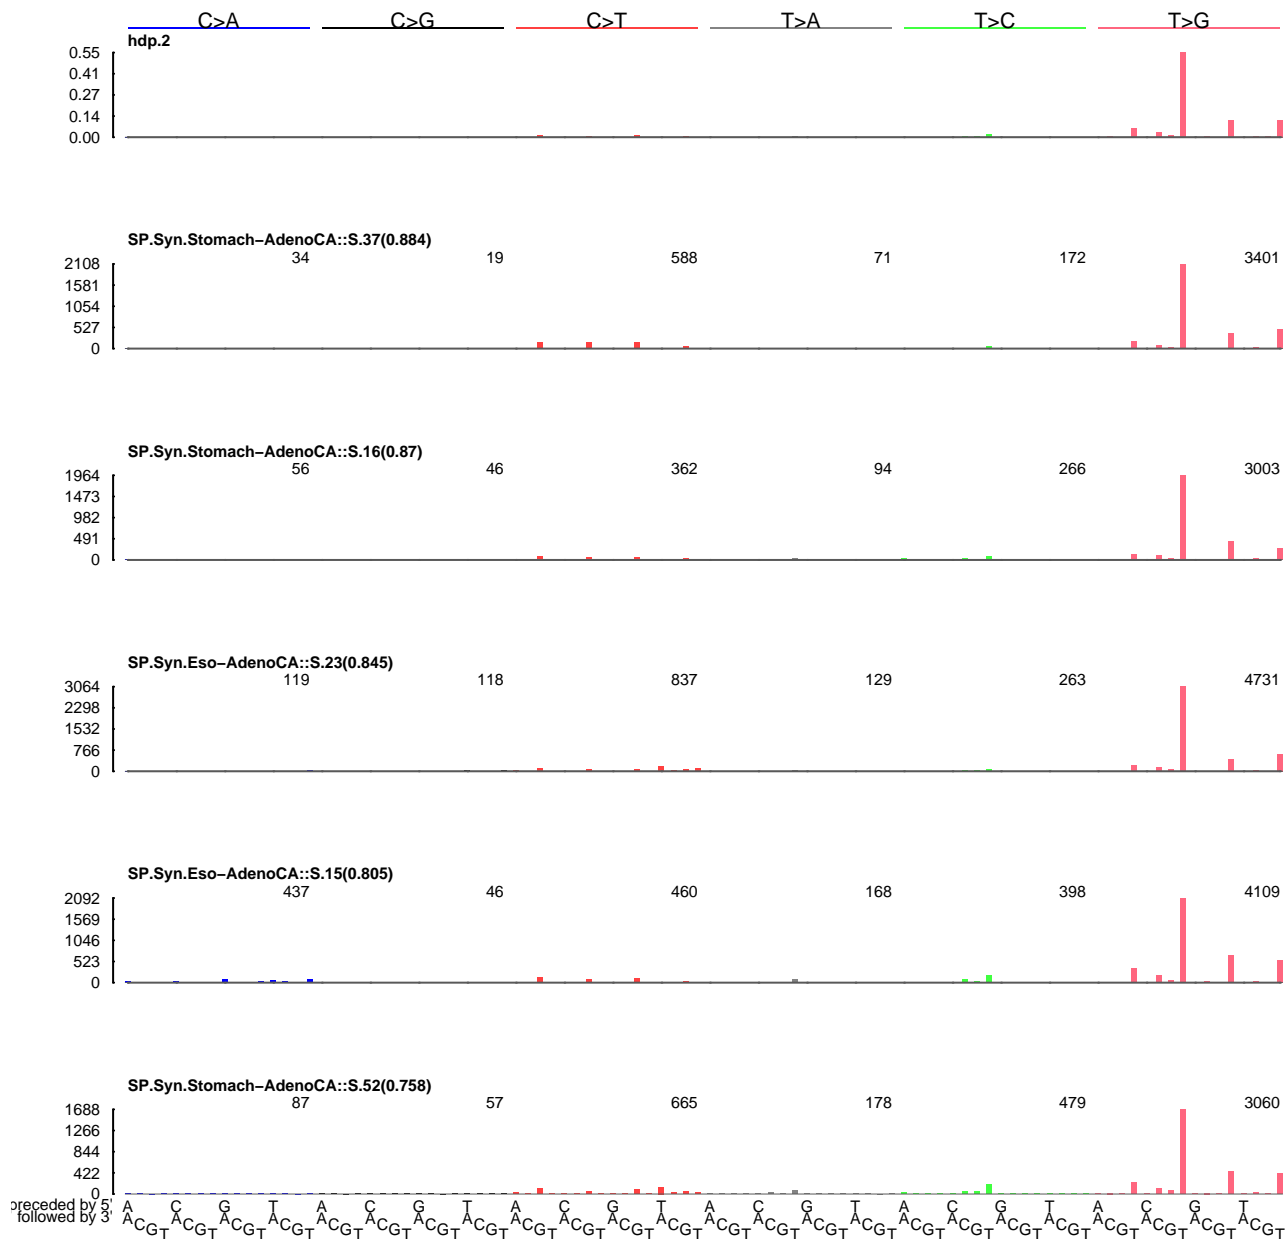 C>A C>G C>T T>A T>C T>G
hdp.2
0.55
0.41
0.27
0.14
0.00
SP.Syn.Stomach−AdenoCA::S.37(0.884)
34 19 588 71 172 3401
2108
1581
1054
527
0
SP.Syn.Stomach−AdenoCA::S.16(0.87)
56 46 362 94 266 3003
1964
1473
982
491
0
SP.Syn.Eso−AdenoCA::S.23(0.845)
119 118 837 129 263 4731
3064
2298
1532
766
0
SP.Syn.Eso−AdenoCA::S.15(0.805)
437 46 460 168 398 4109
2092
1569
1046
523
0
SP.Syn.Stomach−AdenoCA::S.52(0.758)
87 57 665 178 479 3060
1688
1266
844
422
0
preceded by 5' A C G T A C G T A C G T A C G T A C G T A C G T
followed by 3' A C G T A C G T A C G T A C G T A C G T A C G T A C G T A C G T A C G T A C G T A C G T A C G T A C G T A C G T A C G T A C G T A C G T A C G T A C G T A C G T A C G T A C G T A C G T A C G T